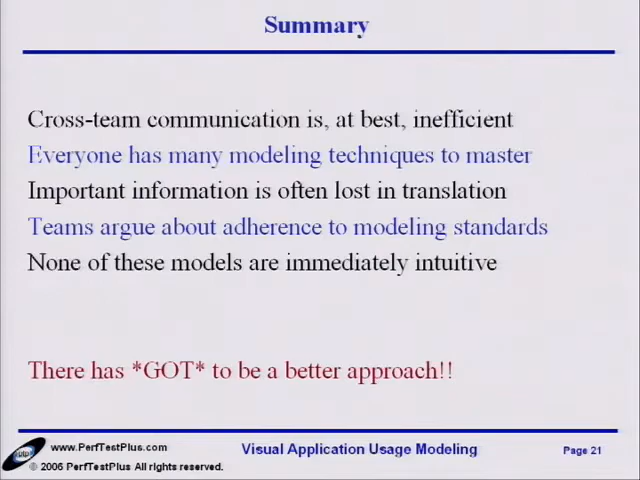 Summary
Cross-team communication is, at best, inefficient
Everyone has many modeling techniques to master
Important information is often lost in translation
Teams argue about adherence to modeling standards
None of these models are immediately intuitive
There has *GOT* to be a better approach!!
www.PerfTestPlus.com
© 2006 PerfTestPlus All rights reserved.
Visual Application Usage Modeling
Page 21